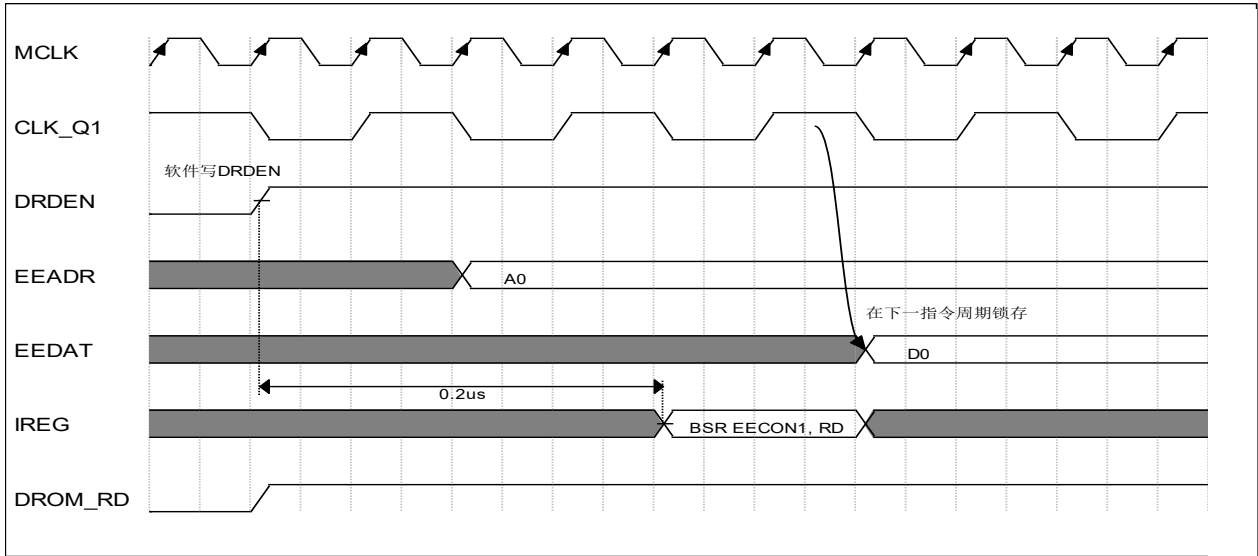 MCLK
CLK_Q1
软件写DRDEN
DRDEN
EEADR
A0
在下一指令周期锁存
EEDAT
D0
0.2us
IREG
BSR EECON1, RD
DROM_RD